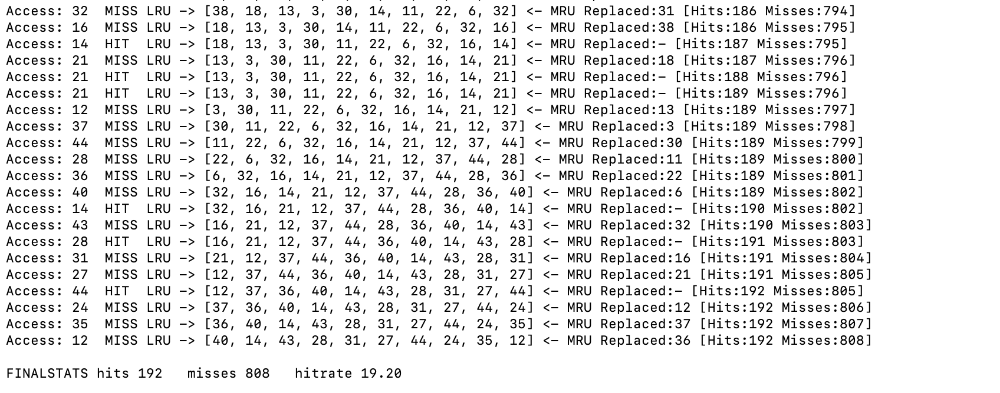 Access: 32  MISS LRU -> [38, 18, 13, 3, 30, 14, 11, 22, 6, 32] <- MRU Replaced:31 [Hits:186 Misses:794]
Access: 16  MISS LRU -> [18, 13, 3, 30, 14, 11, 22, 6, 32, 16] <- MRU Replaced:38 [Hits:186 Misses:795]
Access: 14  HIT  LRU -> [18, 13, 3, 30, 11, 22, 6, 32, 16, 14] <- MRU Replaced:- [Hits:187 Misses:795]
Access: 21  MISS LRU -> [13, 3, 30, 11, 22, 6, 32, 16, 14, 21] <- MRU Replaced:18 [Hits:187 Misses:796]
Access: 21  HIT  LRU -> [13, 3, 30, 11, 22, 6, 32, 16, 14, 21] <- MRU Replaced:- [Hits:188 Misses:796]
Access: 21  HIT  LRU -> [13, 3, 30, 11, 22, 6, 32, 16, 14, 21] <- MRU Replaced:- [Hits:189 Misses:796]
Access: 12  MISS LRU -> [3, 30, 11, 22, 6, 32, 16, 14, 21, 12] <- MRU Replaced:13 [Hits:189 Misses:797]
Access: 37  MISS LRU -> [30, 11, 22, 6, 32, 16, 14, 21, 12, 37] <- MRU Replaced:3 [Hits:189 Misses:798]
Access: 44  MISS LRU -> [11, 22, 6, 32, 16, 14, 21, 12, 37, 44] <- MRU Replaced:30 [Hits:189 Misses:799]
Access: 28  MISS LRU -> [22, 6, 32, 16, 14, 21, 12, 37, 44, 28] <- MRU Replaced:11 [Hits:189 Misses:800]
Access: 36  MISS LRU -> [6, 32, 16, 14, 21, 12, 37, 44, 28, 36] <- MRU Replaced:22 [Hits:189 Misses:801]
Access: 40  MISS LRU -> [32, 16, 14, 21, 12, 37, 44, 28, 36, 40] <- MRU Replaced:6 [Hits:189 Misses:802]
Access: 14  HIT  LRU -> [32, 16, 21, 12, 37, 44, 28, 36, 40, 14] <- MRU Replaced:- [Hits:190 Misses:802]
Access: 43  MISS LRU -> [16, 21, 12, 37, 44, 28, 36, 40, 14, 43] <- MRU Replaced:32 [Hits:190 Misses:803]
Access: 28  HIT  LRU -> [16, 21, 12, 37, 44, 36, 40, 14, 43, 28] <- MRU Replaced:- [Hits:191 Misses:803]
Access: 31  MISS LRU -> [21, 12, 37, 44, 36, 40, 14, 43, 28, 31] <- MRU Replaced:16 [Hits:191 Misses:804]
Access: 27  MISS LRU -> [12, 37, 44, 36, 40, 14, 43, 28, 31, 27] <- MRU Replaced:21 [Hits:191 Misses:805]
Access: 44  HIT  LRU -> [12, 37, 36, 40, 14, 43, 28, 31, 27, 44] <- MRU Replaced:- [Hits:192 Misses:805]
Access: 24  MISS LRU -> [37, 36, 40, 14, 43, 28, 31, 27, 44, 24] <- MRU Replaced:12 [Hits:192 Misses:806]
Access: 35  MISS LRU -> [36, 40, 14, 43, 28, 31, 27, 44, 24, 35] <- MRU Replaced:37 [Hits:192 Misses:807]
Access: 12  MISS LRU -> [40, 14, 43, 28, 31, 27, 44, 24, 35, 12] <- MRU Replaced:36 [Hits:192 Misses:808]
FINALSTATS hits 192   misses 808   hitrate 19.20